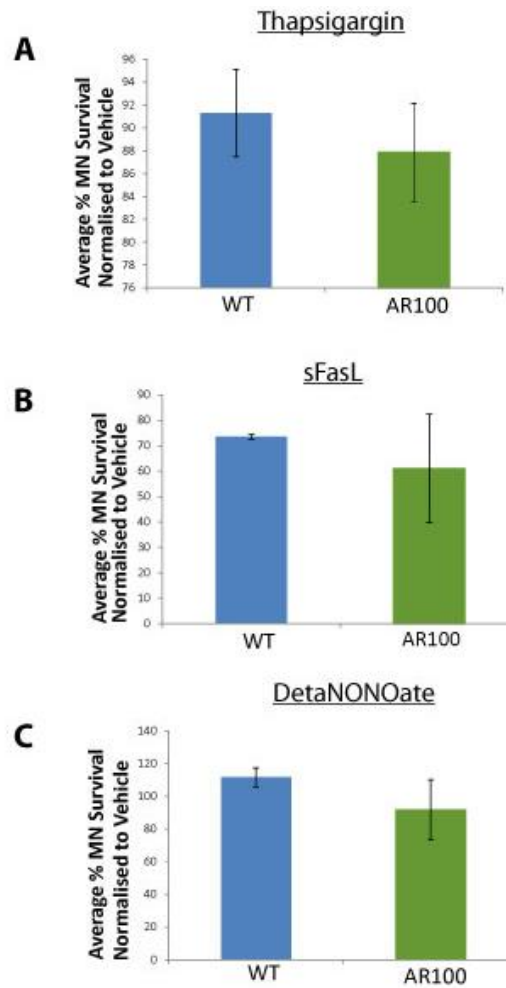 Thapsigargin
A
Average % MN Survival
Normalised to Vehicle
96
94
92
90
88
86
84
82
80
78
76
WT
AR100
sFasL
B
Average % MN Survival
Normalised to Vehicle
90
80
70
60
50
40
30
20
10
0
WT
AR100
DetaNONOate
C
Average % MN Survival
Normalised to Vehicle
140
120
100
80
60
40
20
0
WT
AR100